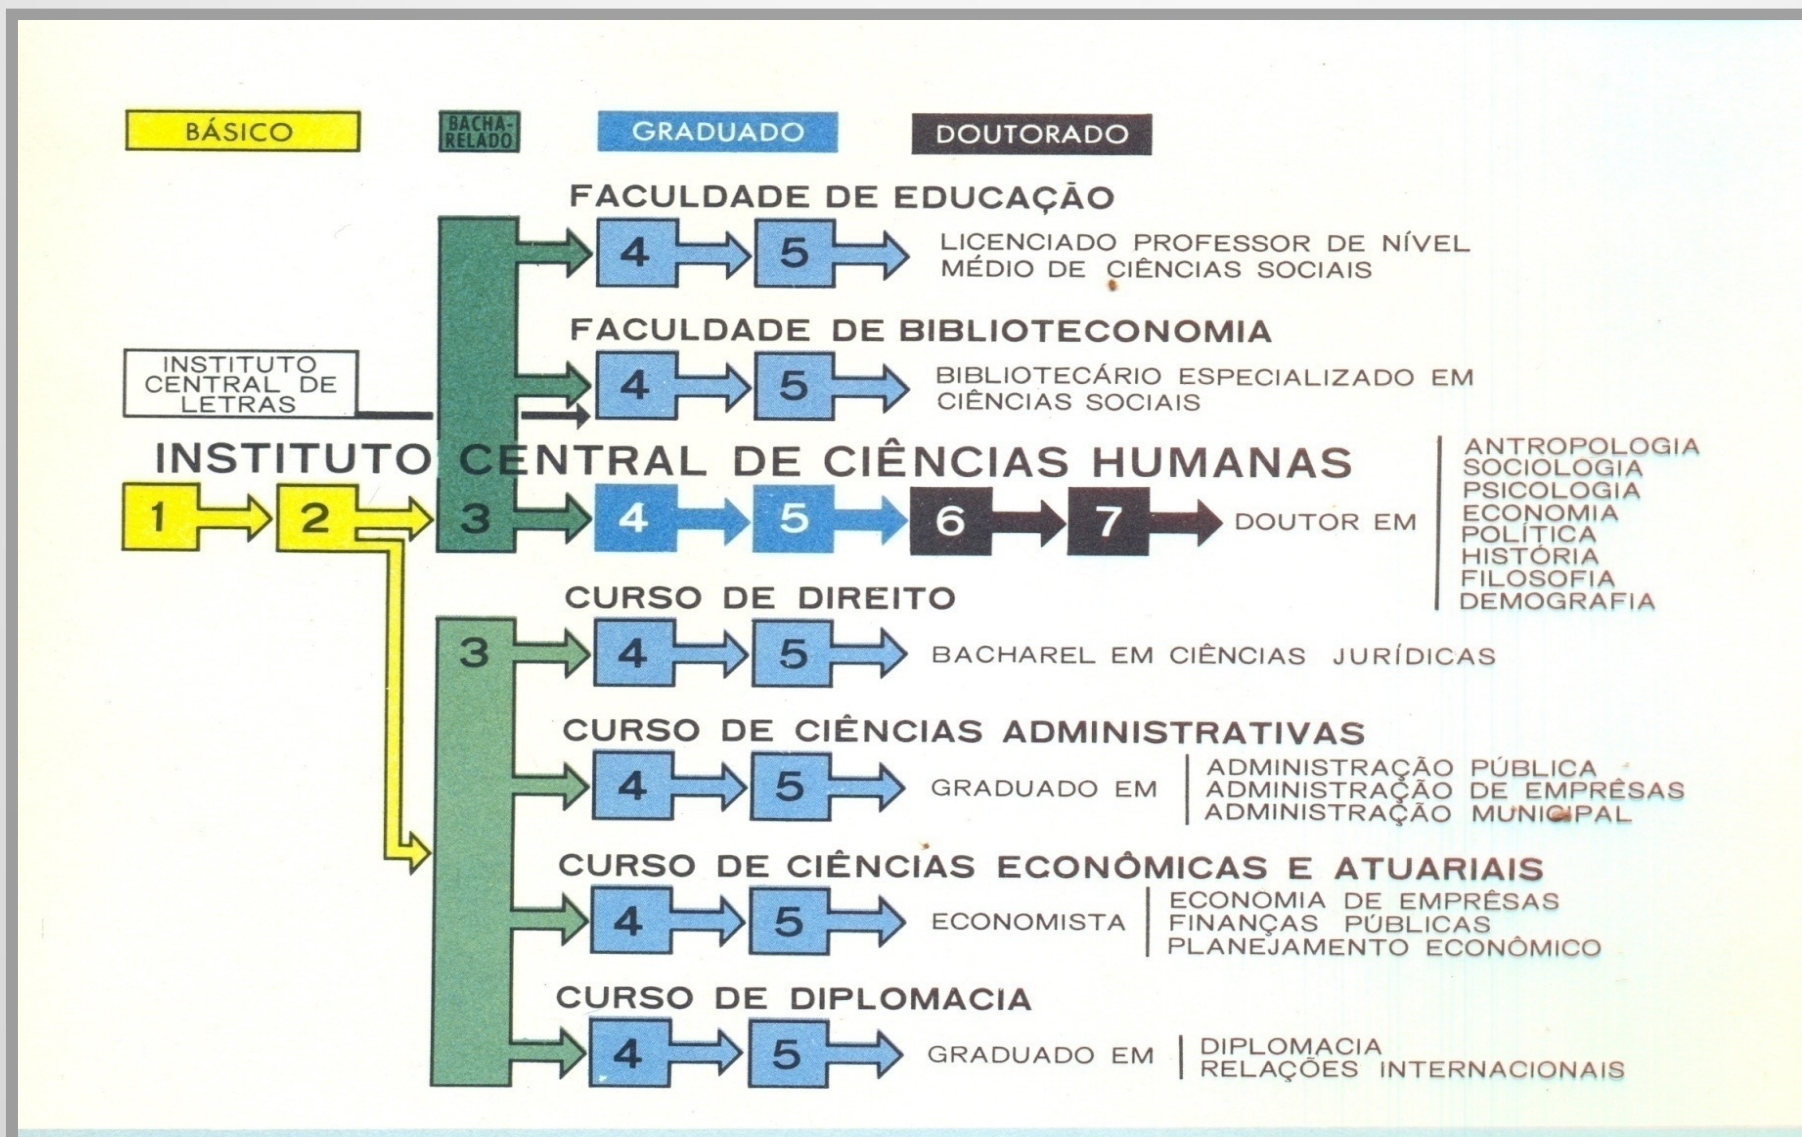 BÁSICO
BACHA-
RELADO
GRADUADO
DOUTORADO
FACULDADE DE EDUCAÇÃO
4
5
LICENCIADO PROFESSOR DE NÍVEL
MÉDIO DE CIÊNCIAS SOCIAIS
FACULDADE DE BIBLIOTECONOMIA
4
5
BIBLIOTECÁRIO ESPECIALIZADO EM
CIÊNCIAS SOCIAIS
INSTITUTO
CENTRAL DE
LETRAS
INSTITUTO CENTRAL DE CIÊNCIAS HUMANAS
1
2
3
4
5
6
7
DOUTOR EM
ANTROPOLOGIA
SOCIOLOGIA
PSICOLOGIA
ECONOMIA
POLÍTICA
HISTÓRIA
FILOSOFIA
DEMOGRAFIA
CURSO DE DIREITO
3
4
5
BACHAREL EM CIÊNCIAS JURÍDICAS
CURSO DE CIÊNCIAS ADMINISTRATIVAS
4
5
GRADUADO EM
ADMINISTRAÇÃO PÚBLICA
ADMINISTRAÇÃO DE EMPRÊSAS
ADMINISTRAÇÃO MUNICIPAL
CURSO DE CIÊNCIAS ECONÔMICAS E ATUARIAIS
4
5
ECONOMISTA
ECONOMIA DE EMPRÊSAS
FINANÇAS PÚBLICAS
PLANEJAMENTO ECONÔMICO
CURSO DE DIPLOMACIA
4
5
GRADUADO EM
DIPLOMACIA
RELAÇÕES INTERNACIONAIS